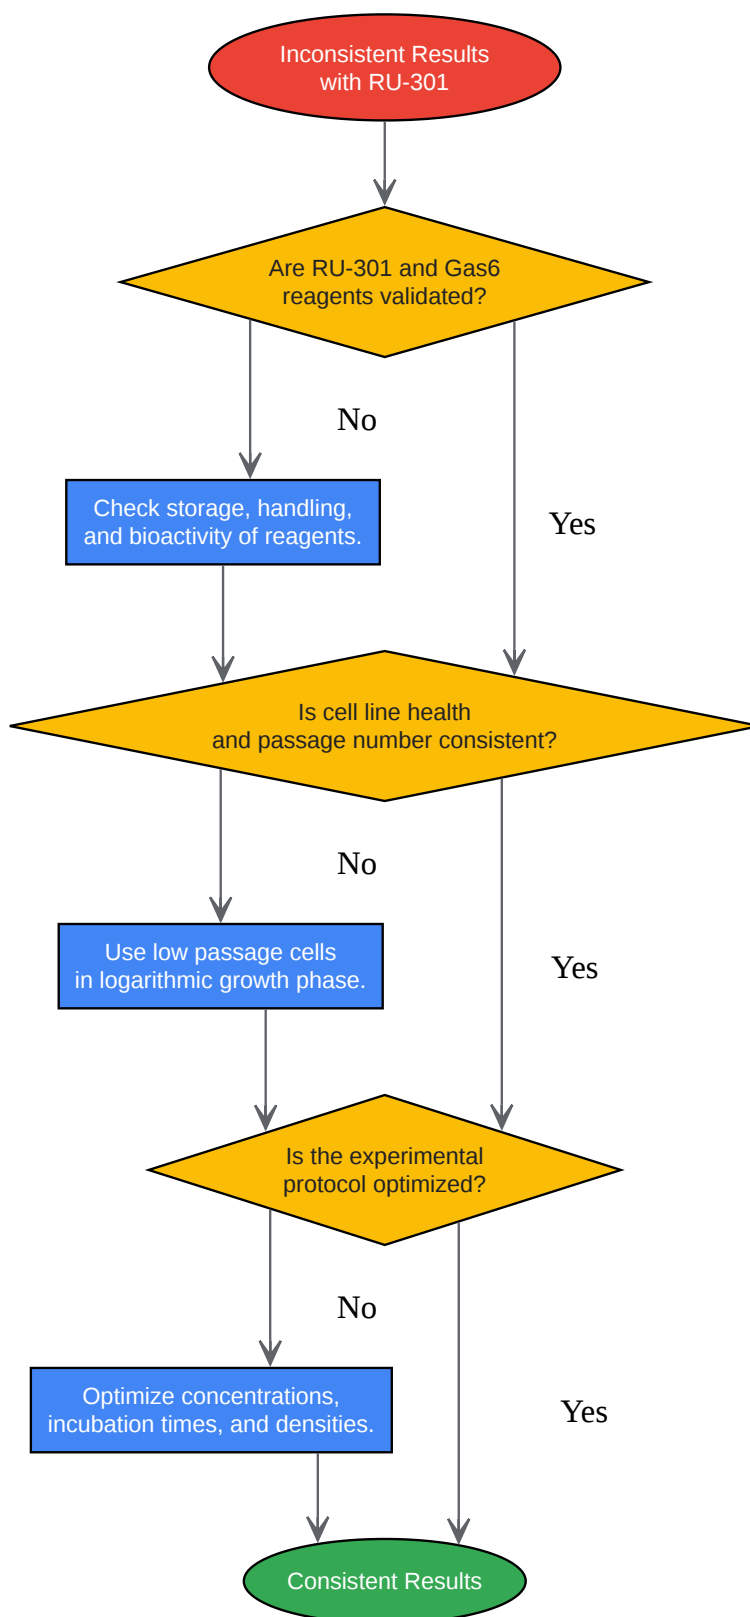 Inconsistent Results
with RU-301
Are RU-301 and Gas6
reagents validated?
No
Check storage, handling,
and bioactivity of reagents.
Yes
Is cell line health
and passage number consistent?
No
Use low passage cells
in logarithmic growth phase.
Yes
Is the experimental
protocol optimized?
No
Optimize concentrations,
incubation times, and densities.
Yes
Consistent Results